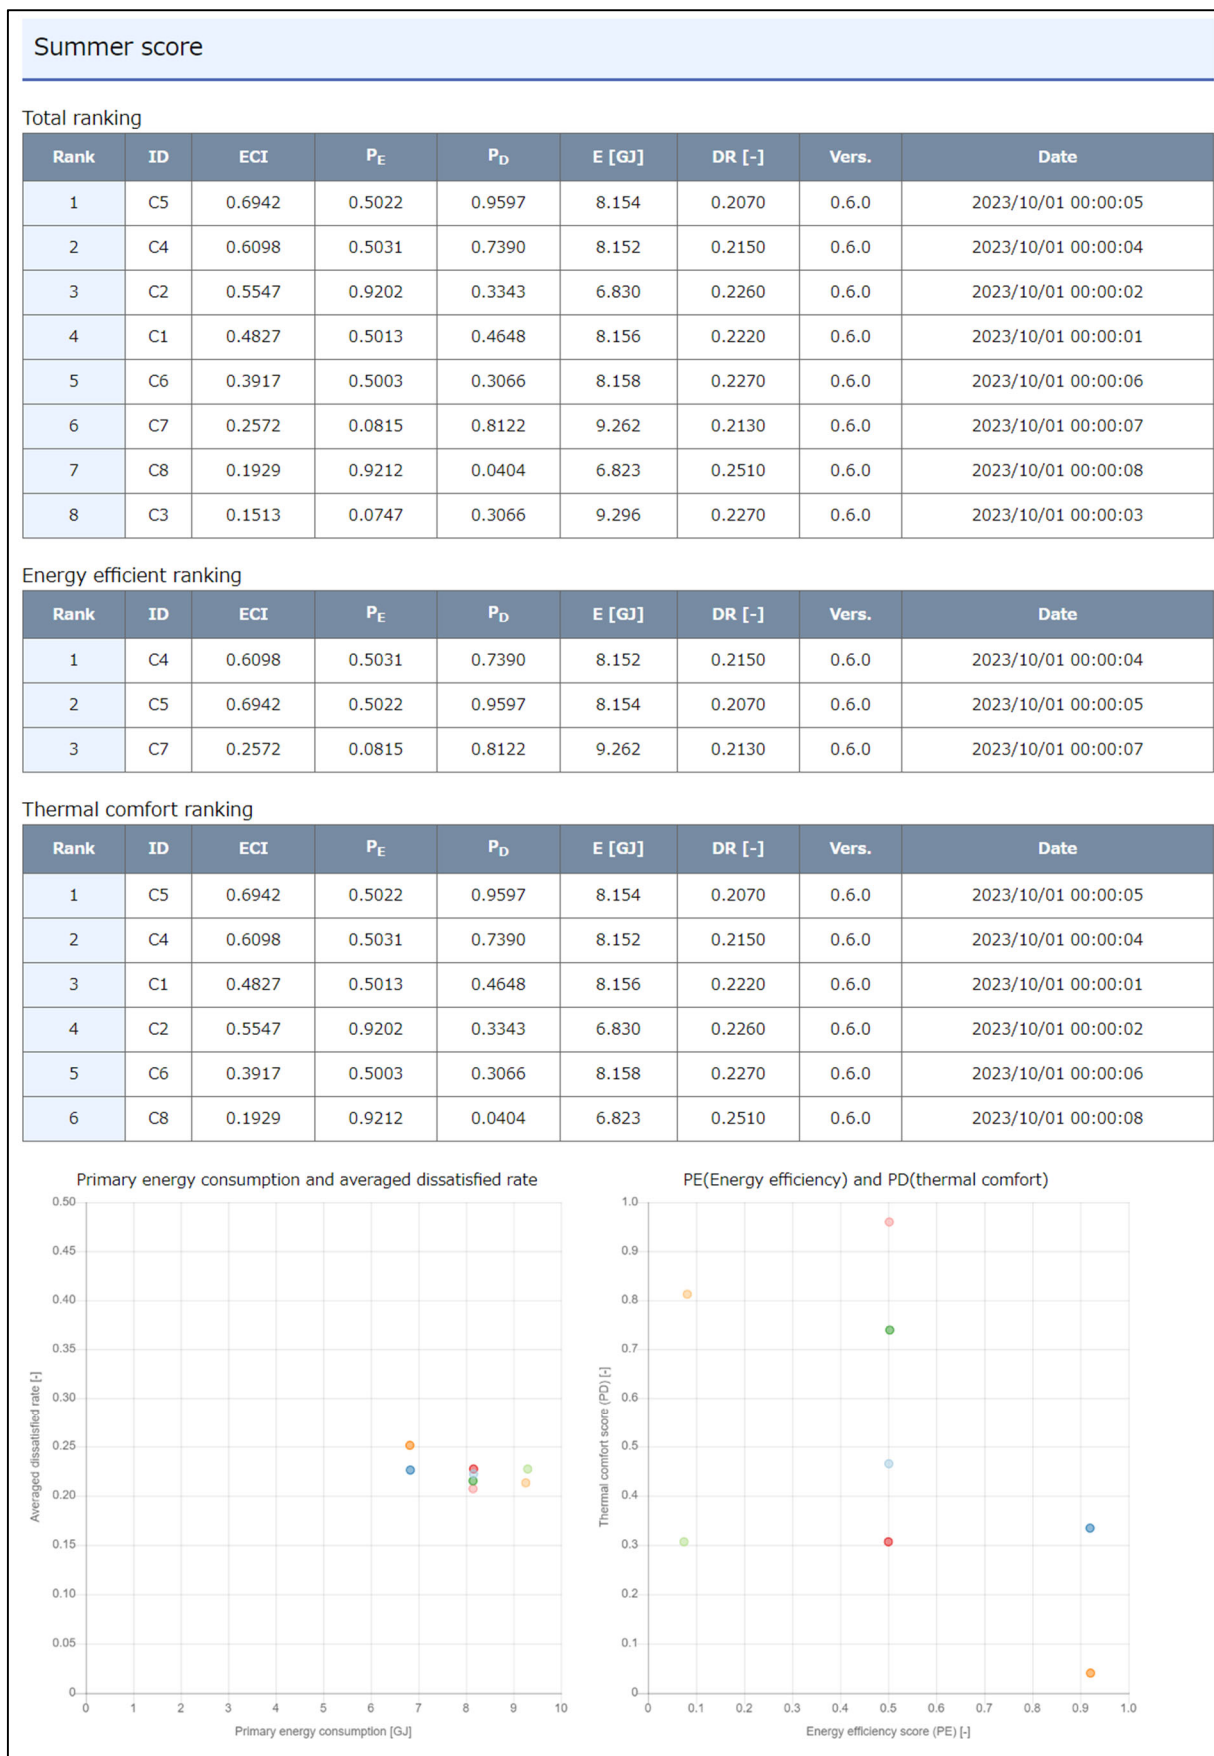 Summer score
Total ranking
Rank ID ECI PE PD E [GJ] DR [-] Vers. Date
1 C5 0.6942 0.5022 0.9597 8.154 0.2070 0.6.0 2023/10/01 00:00:05
2 C4 0.6098 0.5031 0.7390 8.152 0.2150 0.6.0 2023/10/01 00:00:04
3 C2 0.5547 0.9202 0.3343 6.830 0.2260 0.6.0 2023/10/01 00:00:02
4 C1 0.4827 0.5013 0.4648 8.156 0.2220 0.6.0 2023/10/01 00:00:01
5 C6 0.3917 0.5003 0.3066 8.158 0.2270 0.6.0 2023/10/01 00:00:06
6 C7 0.2572 0.0815 0.8122 9.262 0.2130 0.6.0 2023/10/01 00:00:07
7 C8 0.1929 0.9212 0.0404 6.823 0.2510 0.6.0 2023/10/01 00:00:08
8 C3 0.1513 0.0747 0.3066 9.296 0.2270 0.6.0 2023/10/01 00:00:03
Energy efficient ranking
Rank ID ECI PE PD E [GJ] DR [-] Vers. Date
1 C4 0.6098 0.5031 0.7390 8.152 0.2150 0.6.0 2023/10/01 00:00:04
2 C5 0.6942 0.5022 0.9597 8.154 0.2070 0.6.0 2023/10/01 00:00:05
3 C7 0.2572 0.0815 0.8122 9.262 0.2130 0.6.0 2023/10/01 00:00:07
Thermal comfort ranking
Rank ID ECI PE PD E [GJ] DR [-] Vers. Date
1 C5 0.6942 0.5022 0.9597 8.154 0.2070 0.6.0 2023/10/01 00:00:05
2 C4 0.6098 0.5031 0.7390 8.152 0.2150 0.6.0 2023/10/01 00:00:04
3 C1 0.4827 0.5013 0.4648 8.156 0.2220 0.6.0 2023/10/01 00:00:01
4 C2 0.5547 0.9202 0.3343 6.830 0.2260 0.6.0 2023/10/01 00:00:02
5 C6 0.3917 0.5003 0.3066 8.158 0.2270 0.6.0 2023/10/01 00:00:06
6 C8 0.1929 0.9212 0.0404 6.823 0.2510 0.6.0 2023/10/01 00:00:08
Primary energy consumption and averaged dissatisfied rate
0.50
0.45
0.40
0.35
0.30
0.25
0.20
0.15
0.10
0.05
0
Averaged dissatisfied rate [-]
0 1 2 3 4 5 6 7 8 9 10
Primary energy consumption [GJ]
PE(Energy efficiency) and PD(thermal comfort)
1.0
0.9
0.8
0.7
0.6
0.5
0.4
0.3
0.2
0.1
0
Thermal comfort score (PD) [-]
0 0.1 0.2 0.3 0.4 0.5 0.6 0.7 0.8 0.9 1.0
Energy efficiency score (PE) [-]